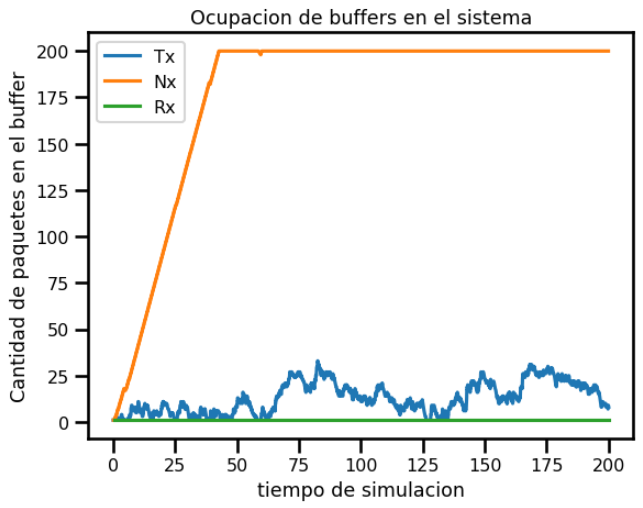 Ocupacion de buffers en el sistema
Cantidad de paquetes en el buffer
200
175
150
125
100
75
50
25
0
Tx
Nx
Rx
0 25 50 75 100 125 150 175 200
tiempo de simulacion